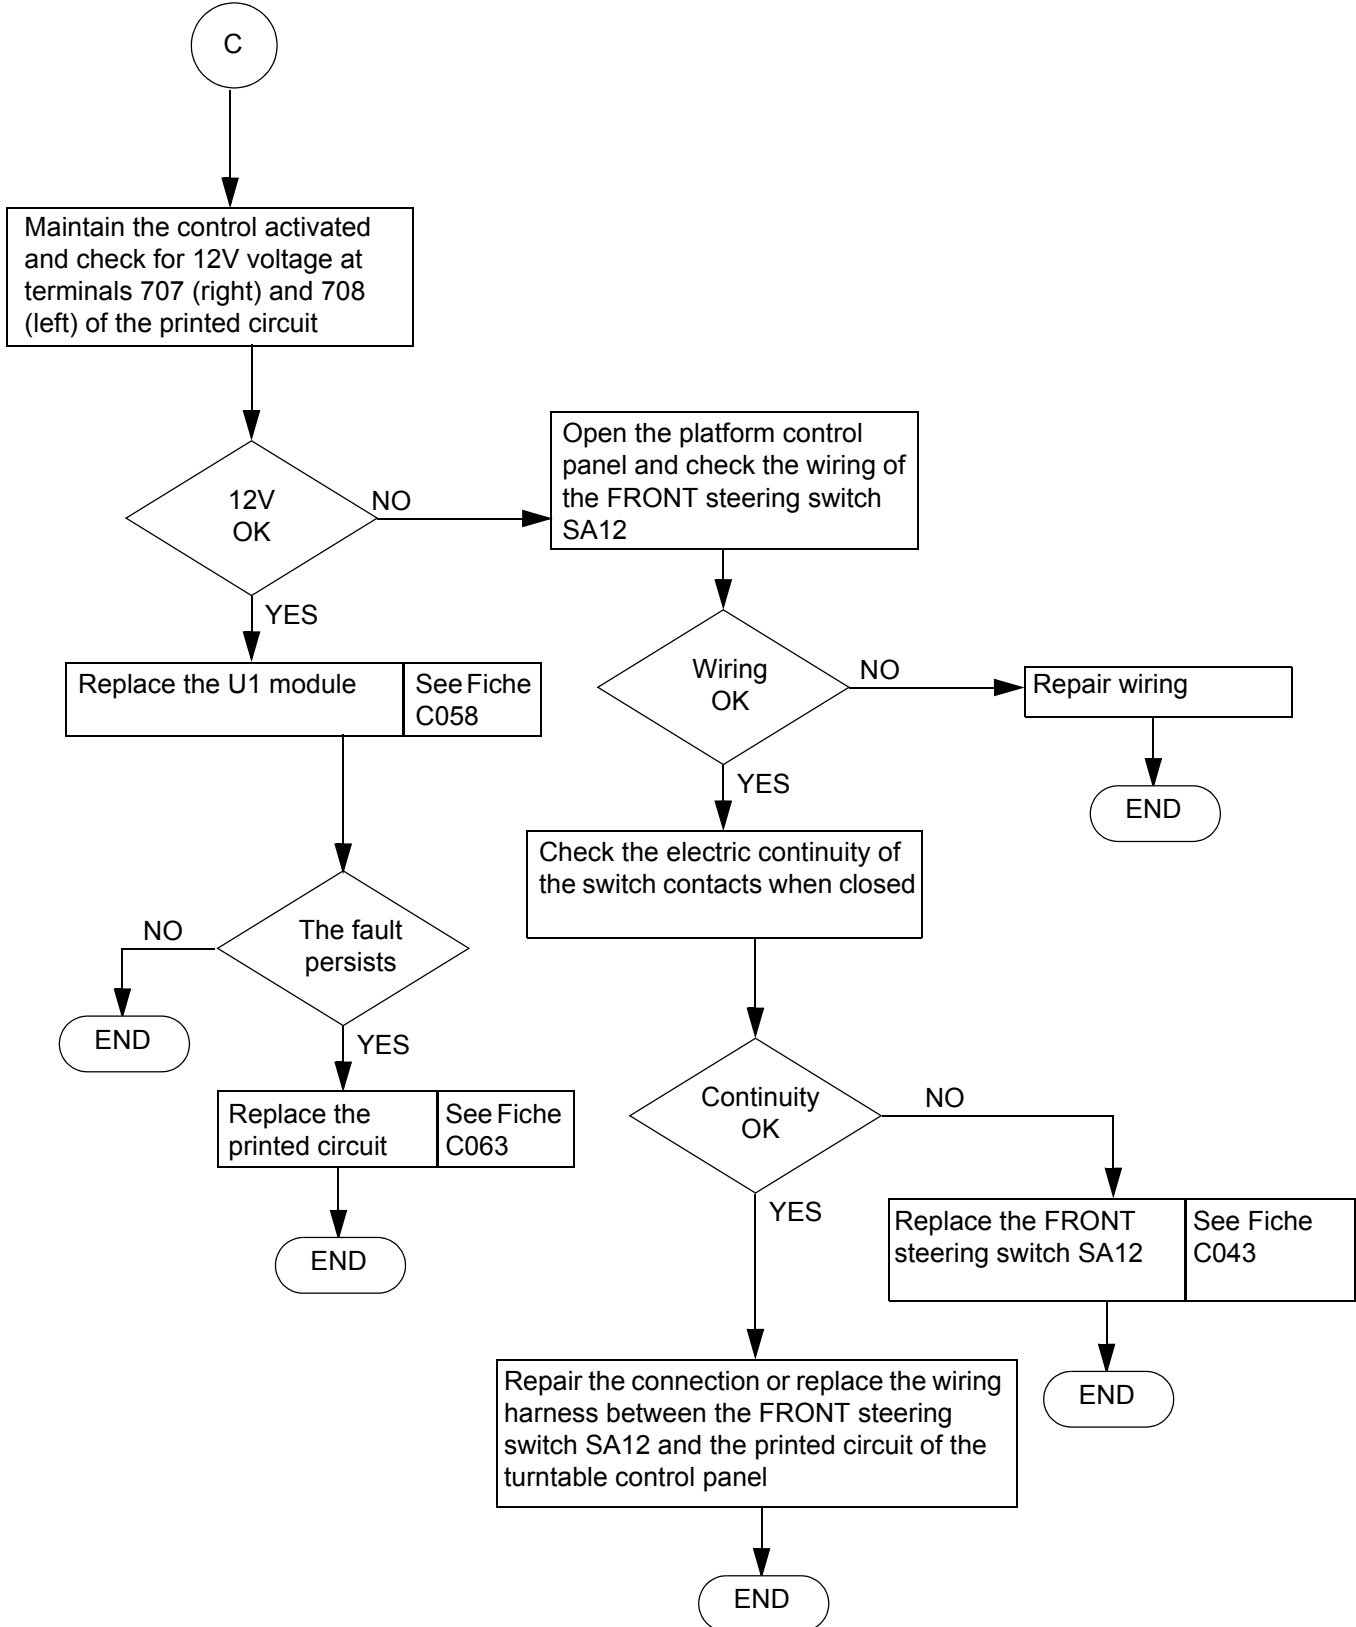 C
Maintain the control activated
and check for 12V voltage at
terminals 707 (right) and 708
(left) of the printed circuit
12V
OK
NO
Open the platform control
panel and check the wiring of
the FRONT steering switch
SA12
YES
Replace the U1 module
See Fiche
C058
Wiring
OK
NO
Repair wiring
END
YES
Check the electric continuity of
the switch contacts when closed
The fault
persists
NO
END
YES
Replace the
printed circuit
See Fiche
C063
END
Continuity
OK
NO
Replace the FRONT
steering switch SA12
See Fiche
C043
END
YES
Repair the connection or replace the wiring
harness between the FRONT steering
switch SA12 and the printed circuit of the
turntable control panel
END